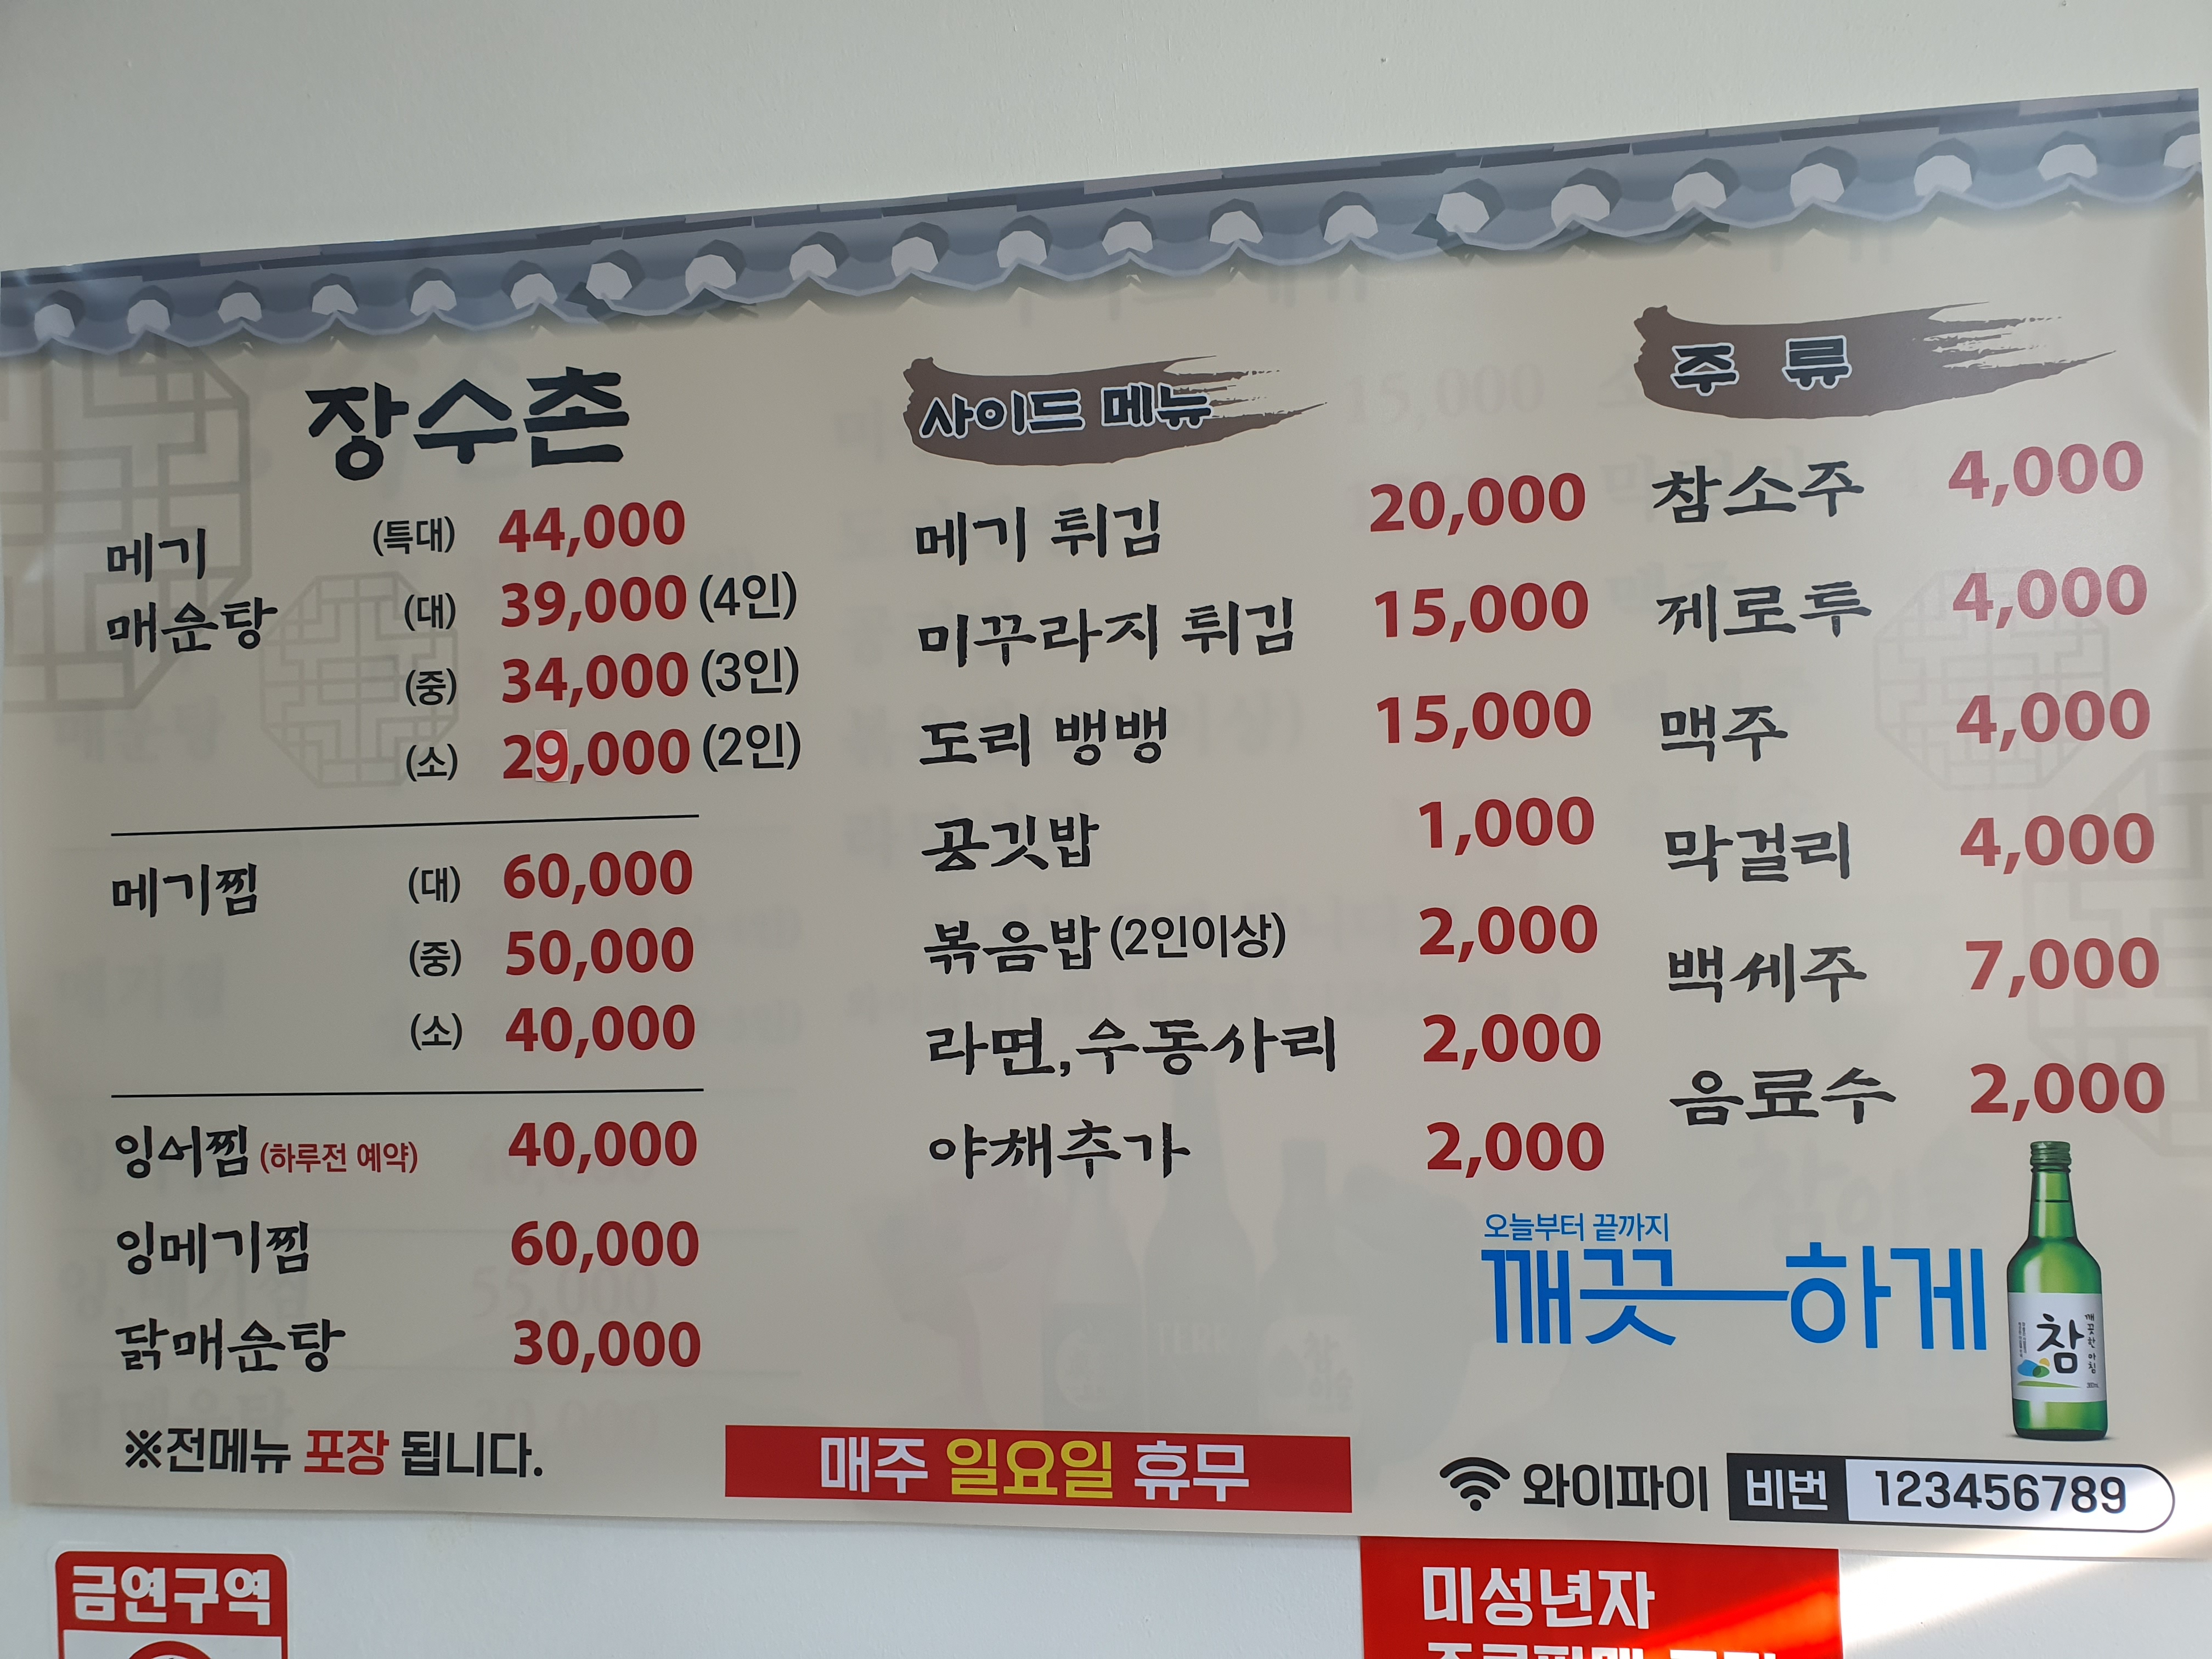 장수촌
메기
매운탕
(특대) 44,000
(대) 39,000 (4인)
(중) 34,000 (3인)
(소) 29,000 (2인)
메기찜 (대) 60,000
(중) 50,000
(소) 40,000
잉어찜 (하루전 예약) 40,000
잉메기찜 60,000
닭매운탕 30,000
※전메뉴 포장 됩니다.
사이드 메뉴
메기 튀김 20,000
미꾸라지 튀김 15,000
도리 뱅뱅 15,000
공깃밥 1,000
볶음밥 (2인이상) 2,000
라면,우동사리 2,000
야채추가 2,000
매주 일요일 휴무
주 류
참소주 4,000
제로투 4,000
맥주 4,000
막걸리 4,000
백세주 7,000
음료수 2,000
오늘부터 끝까지
깨끗하게
참
깨끗한 아침
와이파이 비번 123456789
금연구역
미성년자